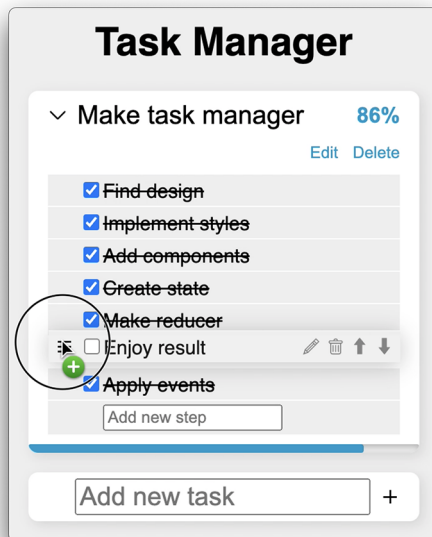 Task Manager
Make task manager 86%
Edit Delete
Find design
Implement styles
Add components
Create state
Make reducer
Enjoy result
Apply events
Add new step
Add new task +